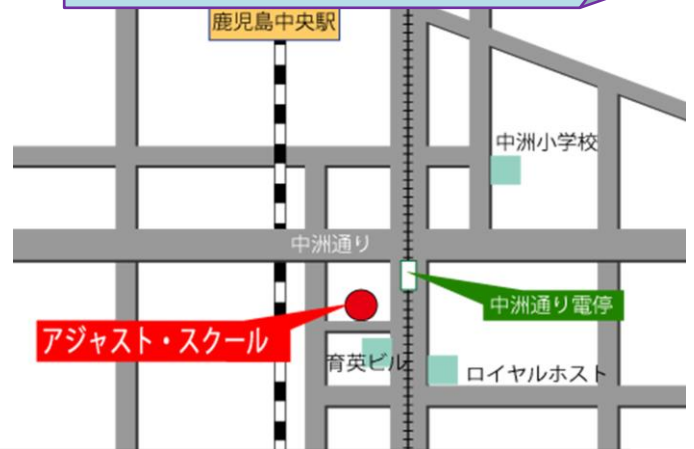 鹿児島中央駅
中洲小学校
中洲通り
中洲通り電停
アジャスト・スクール
育英ビル
ロイヤルホスト